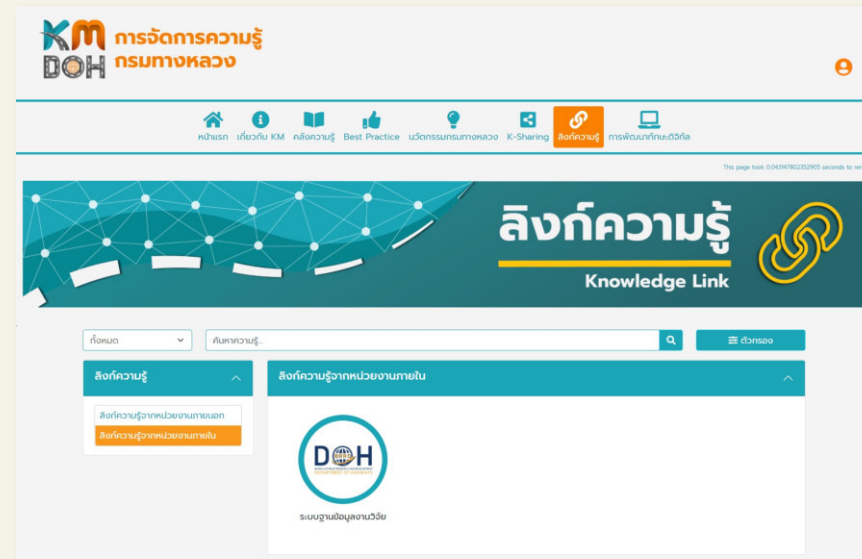 KM การจัดการความรู้
DOH กรมทางหลวง
หน้าแรก เกี่ยวกับ KM คลังความรู้ Best Practice นวัตกรรมกรมทางหลวง K-Sharing ลิงก์ความรู้ การพัฒนาทักษะดิจิทัล
This page took 0.043147802352905 seconds to
ลิงก์ความรู้
Knowledge Link
ทั้งหมด ค้นหาความรู้... ตัวกรอง
ลิงก์ความรู้ ลิงก์ความรู้จากหน่วยงานภายใน
ลิงก์ความรู้จากหน่วยงานภายนอก
ลิงก์ความรู้จากหน่วยงานภายใน
DOH
ระบบฐานข้อมูลงานวิจัย